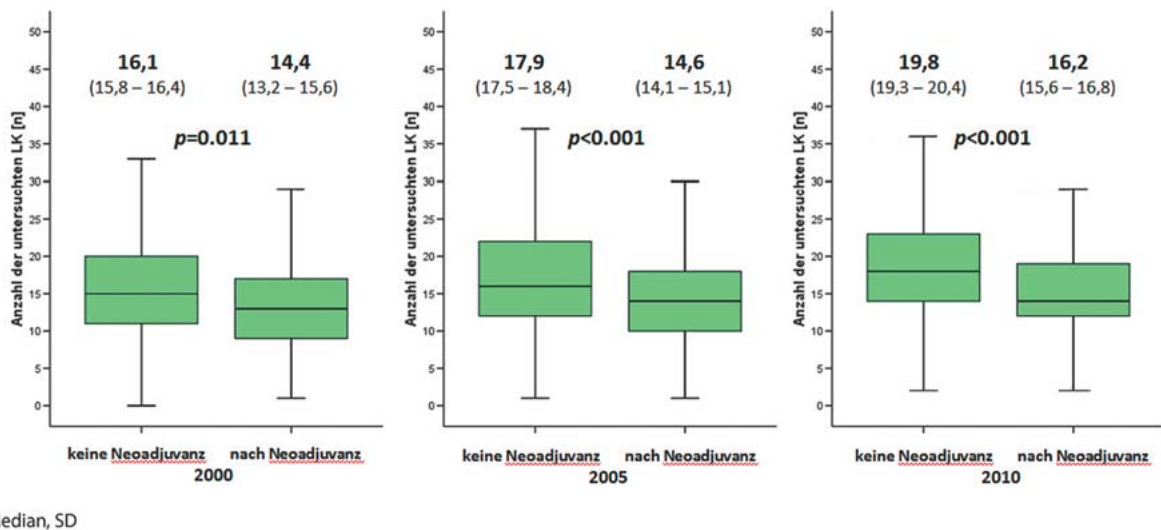 Anzahl der untersuchten LK [n]
50
45
40
35
30
25
20
15
10
5
0
16,1
(15,8 – 16,4)
14,4
(13,2 – 15,6)
p=0.011
keine Neoadjuvanz
nach Neoadjuvanz
2000
Anzahl der untersuchten LK [n]
50
45
40
35
30
25
20
15
10
5
0
17,9
(17,5 – 18,4)
14,6
(14,1 – 15,1)
p<0.001
keine Neoadjuvanz
nach Neoadjuvanz
2005
Anzahl der untersuchten LK [n]
50
45
40
35
30
25
20
15
10
5
0
19,8
(19,3 – 20,4)
16,2
(15,6 – 16,8)
p<0.001
keine Neoadjuvanz
nach Neoadjuvanz
2010
edian, SD